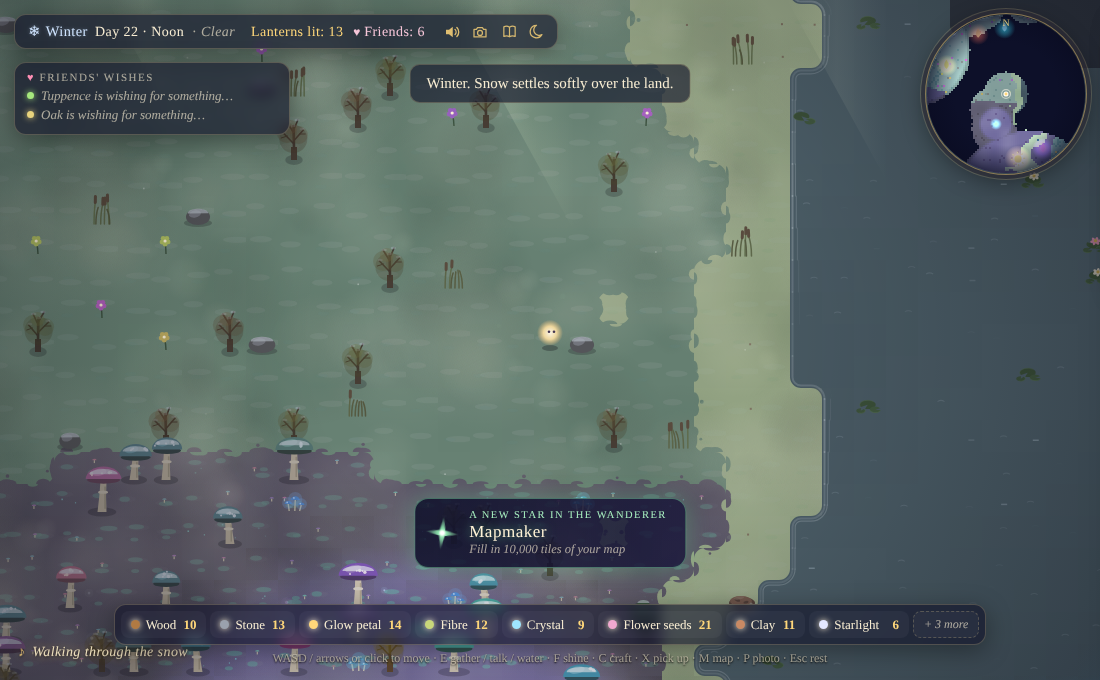 ❄ Winter Day 22 · Noon · Clear Lanterns lit: 13 ♥ Friends: 6
N
♥ FRIENDS' WISHES
Tuppence is wishing for something…
Oak is wishing for something…
Winter. Snow settles softly over the land.
A NEW STAR IN THE WANDERER
Mapmaker
Fill in 10,000 tiles of your map
Wood 10 Stone 13 Glow petal 14 Fibre 12 Crystal 9 Flower seeds 21 Clay 11 Starlight 6 + 3 more
♪ Walking through the snow
WASD / arrows or click to move · E gather / talk / water · F shine · C craft · X pick up · M map · P photo · Esc rest